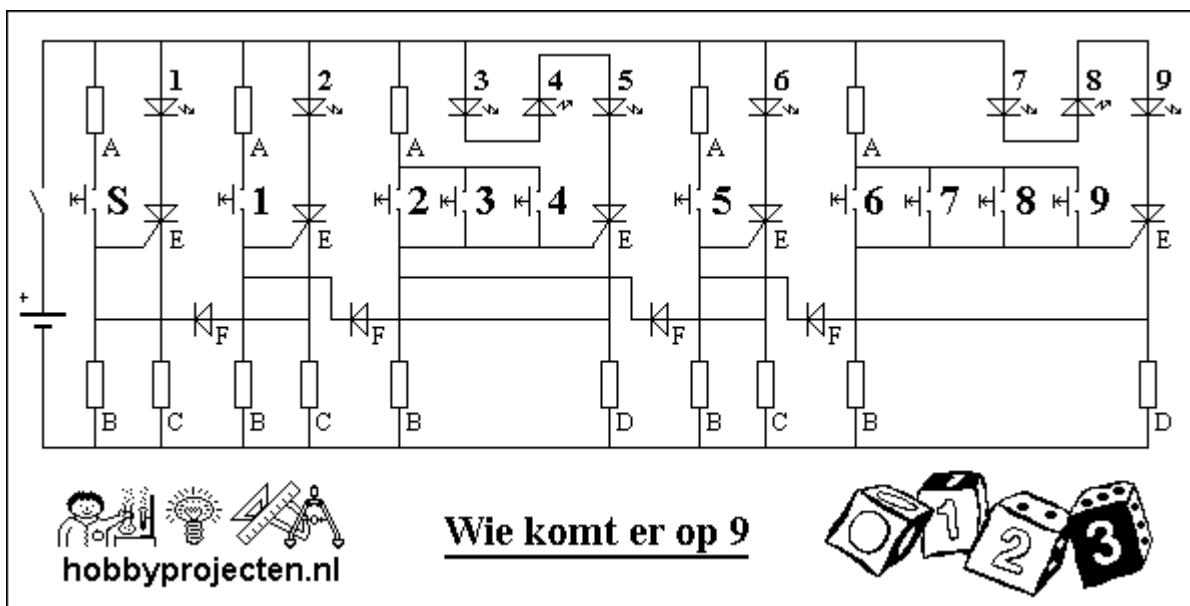 1 2 3 4 5 6 7 8 9
A A A A A
S 1 2 3 4 5 6 7 8 9
E E E E E
+
F F F F
B C B C B D B C B D
hobbyprojecten.nl
Wie komt er op 9
1 1 2 3